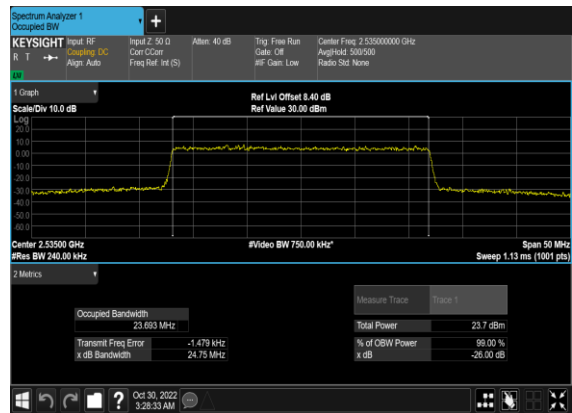 Spectrum Analyzer 1
Occupied BW
KEYSIGHT Input: RF Input Z: 50 Ω Atten: 40 dB Trig: Free Run Center Freq: 2.535000000 GHz
R T Coupling: DC Corr CCorr Gate: Off Avg|Hold: 500/500
Align: Auto Freq Ref: Int (S) #IF Gain: Low Radio Std: None
1 Graph
Ref Lvl Offset 8.40 dB
Scale/Div 10.0 dB Ref Value 30.00 dBm
Log
20.0
10.0
0.00
-10.0
-20.0
-30.0
-40.0
-50.0
-60.0
Center 2.53500 GHz #Video BW 750.00 kHz* Span 50 MHz
#Res BW 240.00 kHz Sweep 1.13 ms (1001 pts)
2 Metrics
Measure Trace Trace 1
Occupied Bandwidth
23.693 MHz Total Power 23.7 dBm
Transmit Freq Error -1.479 kHz % of OBW Power 99.00 %
x dB Bandwidth 24.75 MHz x dB -26.00 dB
?
Oct 30, 2022
3:28:33 AM